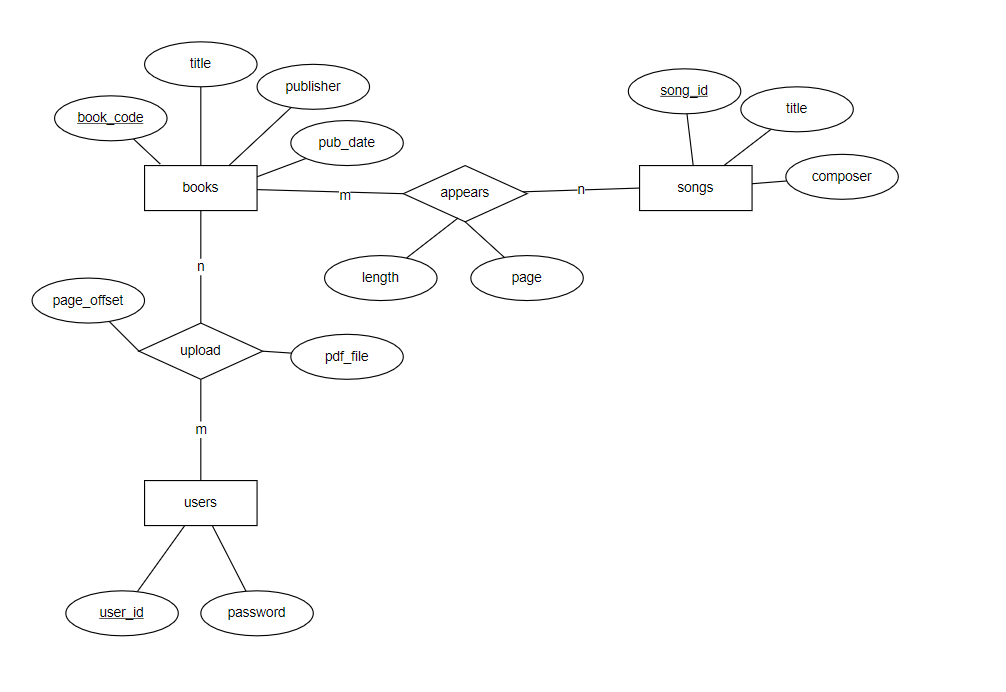 title
publisher
song_id
title
book_code
pub_date
composer
books
appears
songs
m
n
n
length
page
page_offset
upload
pdf_file
m
users
user_id
password